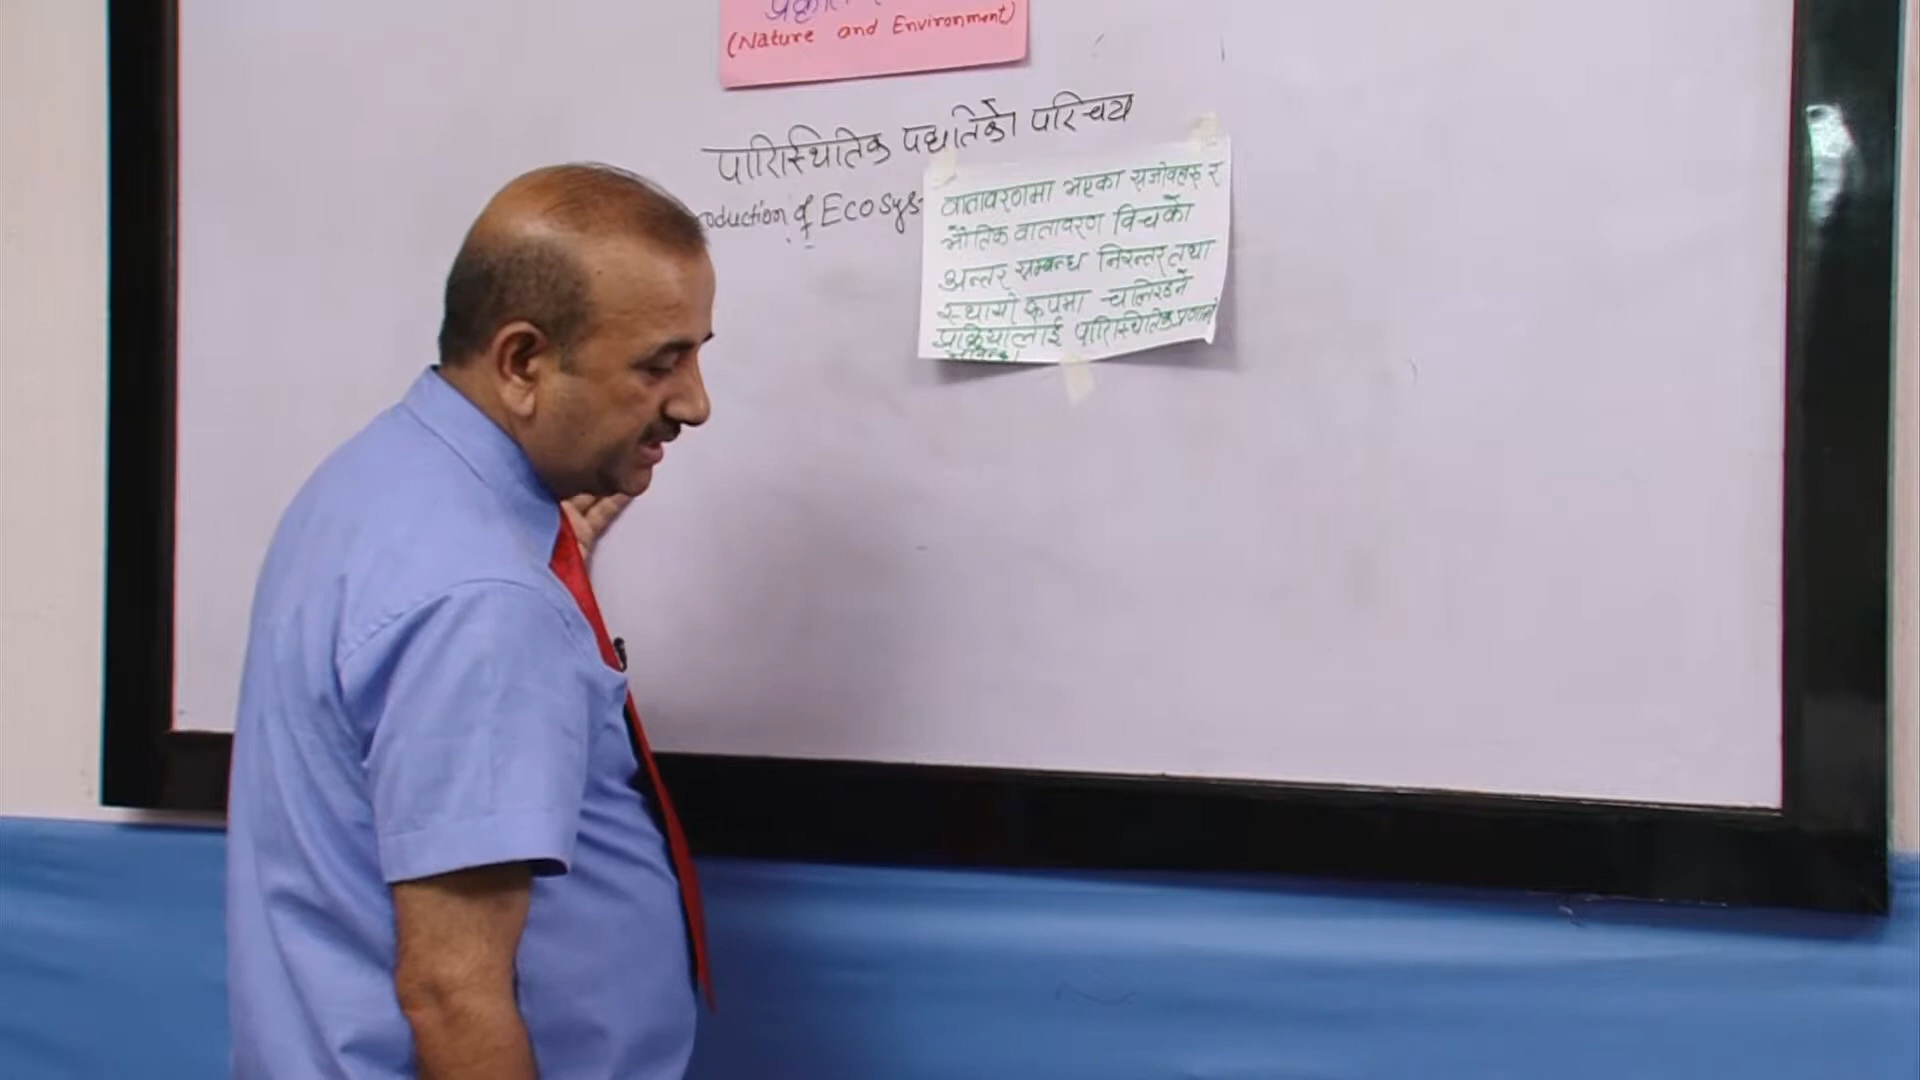 (Nature and Environment)
पारिस्थितिक पद्धतिको परिचय
oduction of Ecosys
वातावरणमा भएका सजीवहरू र
भौतिक वातावरण विचको
अन्तर सम्बन्ध निरन्तर तथा
स्थायी रूपमा चलिरहने
प्रक्रियालाई पारिस्थितिक प्रणाली